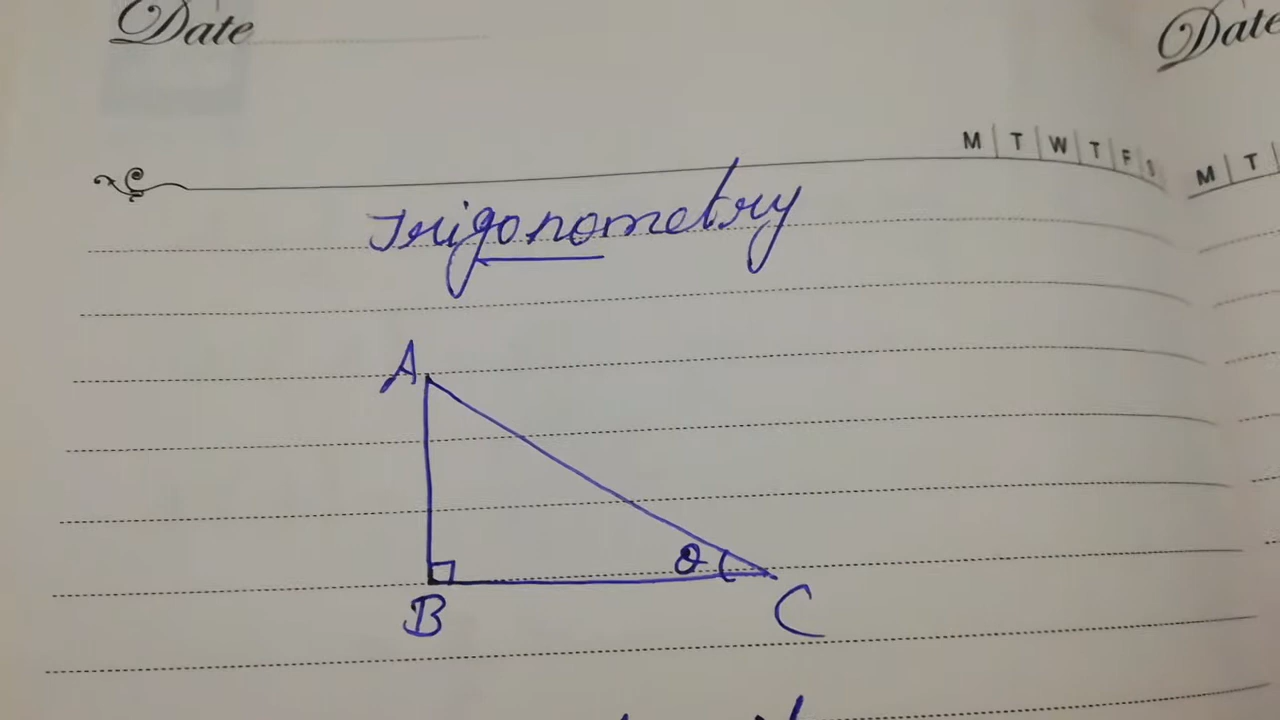 Date
Date
M T W T F S
M T
Trigonometry
A
θ
B C